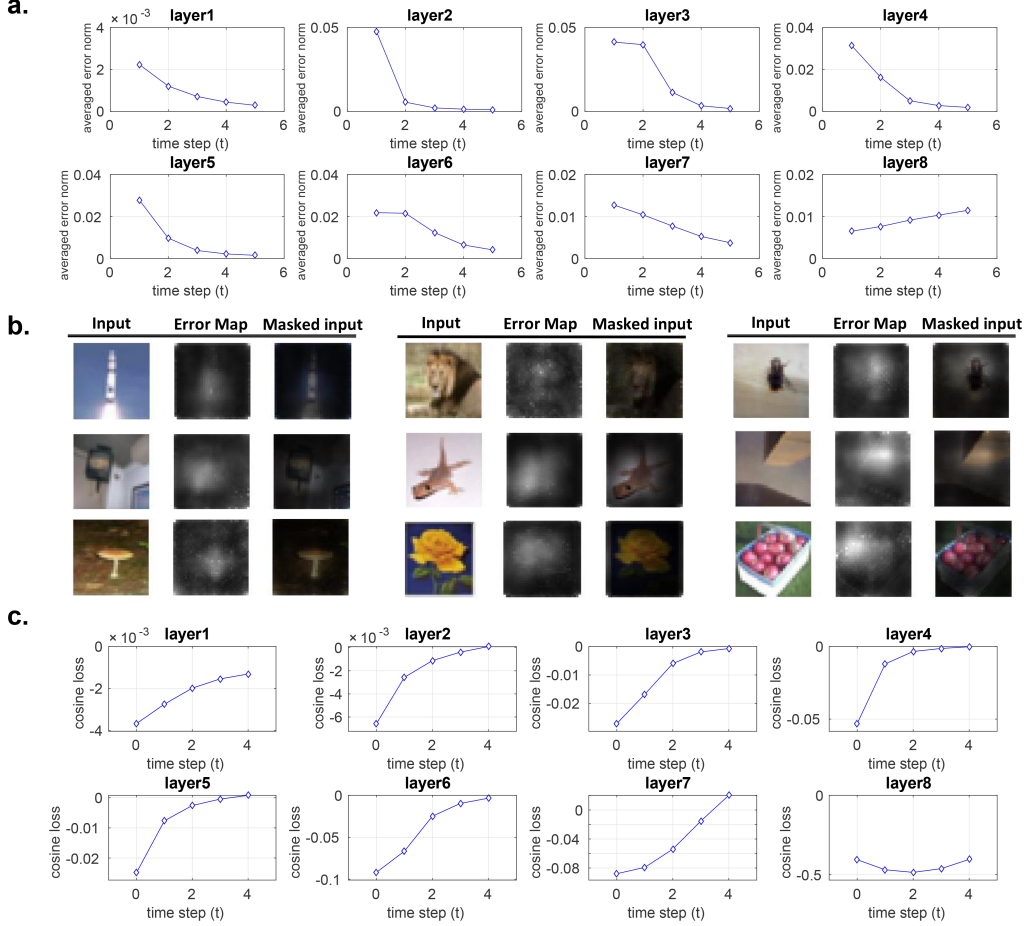 a.
× 10 -3
layer1 layer2 layer3 layer4
averaged error norm averaged error norm averaged error norm averaged error norm
4 0.05 0.05 0.04
2 0.02
0 0 0 0
0 2 4 6 0 2 4 6 0 2 4 6 0 2 4 6
time step (t) time step (t) time step (t) time step (t)
layer5 layer6 layer7 layer8
averaged error norm averaged error norm averaged error norm averaged error norm
0.04 0.04 0.02 0.02
0.02 0.02 0.01 0.01
0 0 0 0
0 2 4 6 0 2 4 6 0 2 4 6 0 2 4 6
time step (t) time step (t) time step (t) time step (t)
b.
Input Error Map Masked input Input Error Map Masked input Input Error Map Masked input
c.
× 10 -3 × 10 -3
layer1 layer2 layer3 layer4
cosine loss cosine loss cosine loss cosine loss
0 0 0 0
-2 -2 -0.01
-4 -0.02 -0.05
-4 -6
0 2 4 0 2 4 0 2 4 0 2 4
time step (t) time step (t) time step (t) time step (t)
layer5 layer6 layer7 layer8
cosine loss cosine loss cosine loss cosine loss
0 0 0 0
-0.01 -0.05 -0.04
-0.02 -0.1 -0.08 -0.5
0 2 4 0 2 4 0 2 4 0 2 4
time step (t) time step (t) time step (t) time step (t)